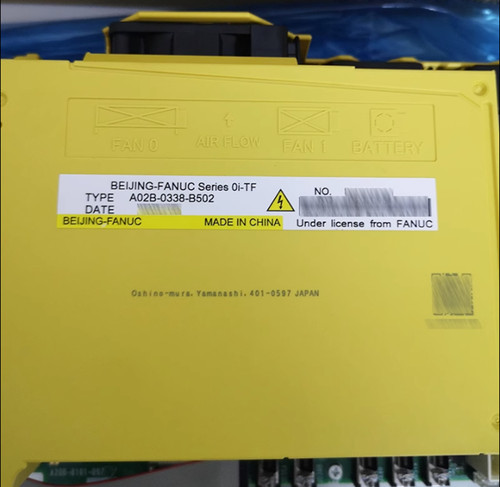 FAN 0
AIR FLOW
FAN 1
BATTERY
BEIJING-FANUC Series 0i-TF
TYPE A02B-0338-B502
DATE
NO.
BEIJING-FANUC
MADE IN CHINA
Under license from FANUC
Oshino-mura, Yamanashi, 401-0597 JAPAN